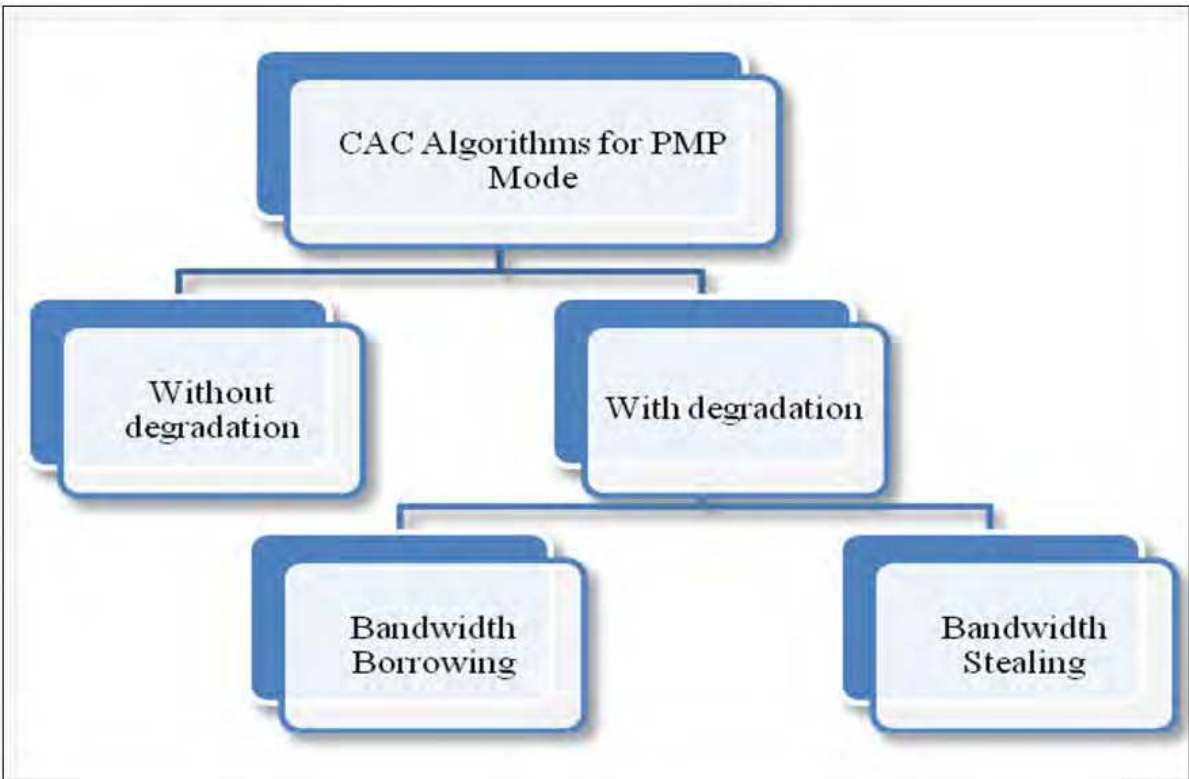 CAC Algorithms for PMP
Mode
Without
degradation
With degradation
Bandwidth
Borrowing
Bandwidth
Stealing